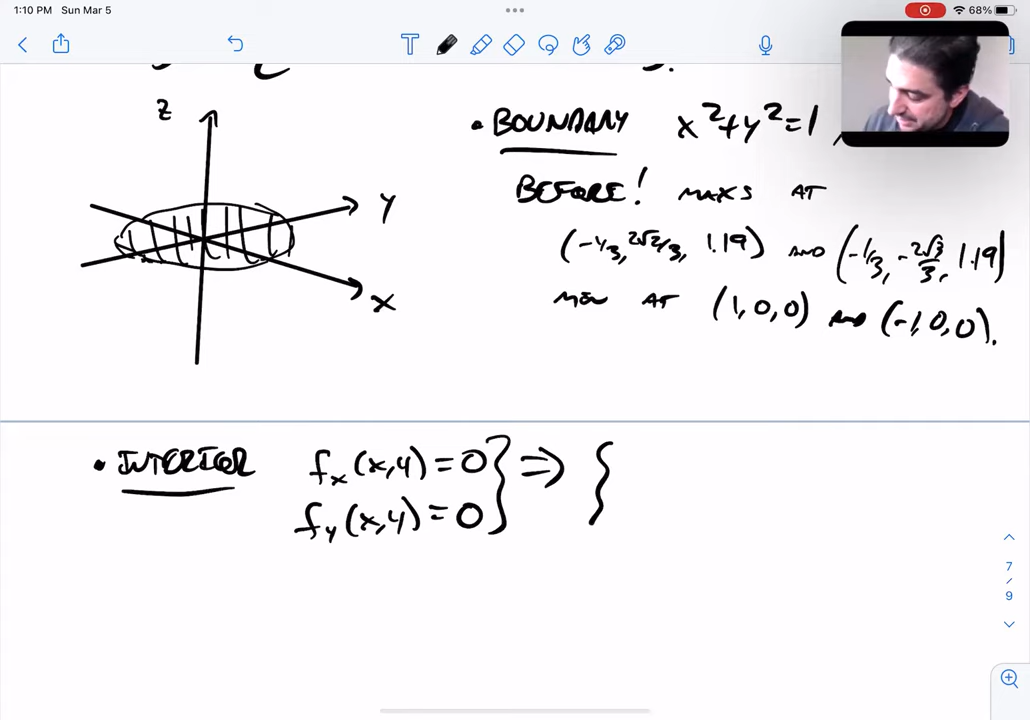 1:10 PM Sun Mar 5
68%
T
Z
Y
X
• BOUNDARY x²+y²=1
BEFORE! MAXS AT
(-1/3, 2√2/3, 1.19) AND (-1/3, -2√3/3, 1.19)
MIN AT (1,0,0) AND (-1,0,0).
• INTERIOR fx(x,y)=0 } ⇒ {
fy(x,y)=0
7
/
9